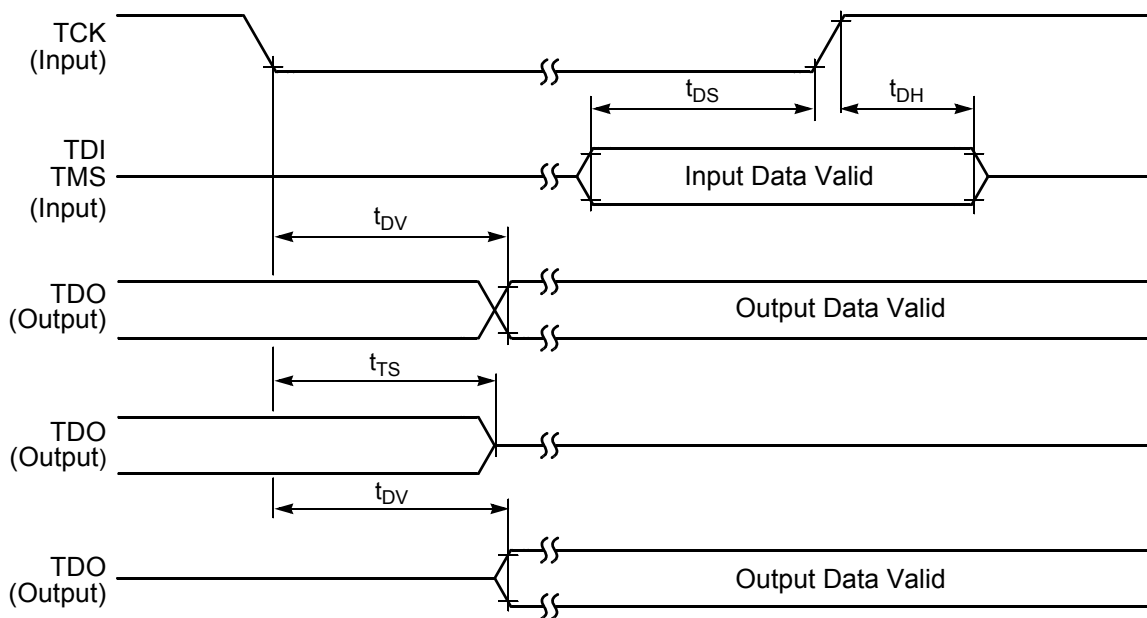 TCK
(Input)
tDS
tDH
TDI
TMS
(Input)
Input Data Valid
tDV
TDO
(Output)
Output Data Valid
tTS
TDO
(Output)
tDV
TDO
(Output)
Output Data Valid